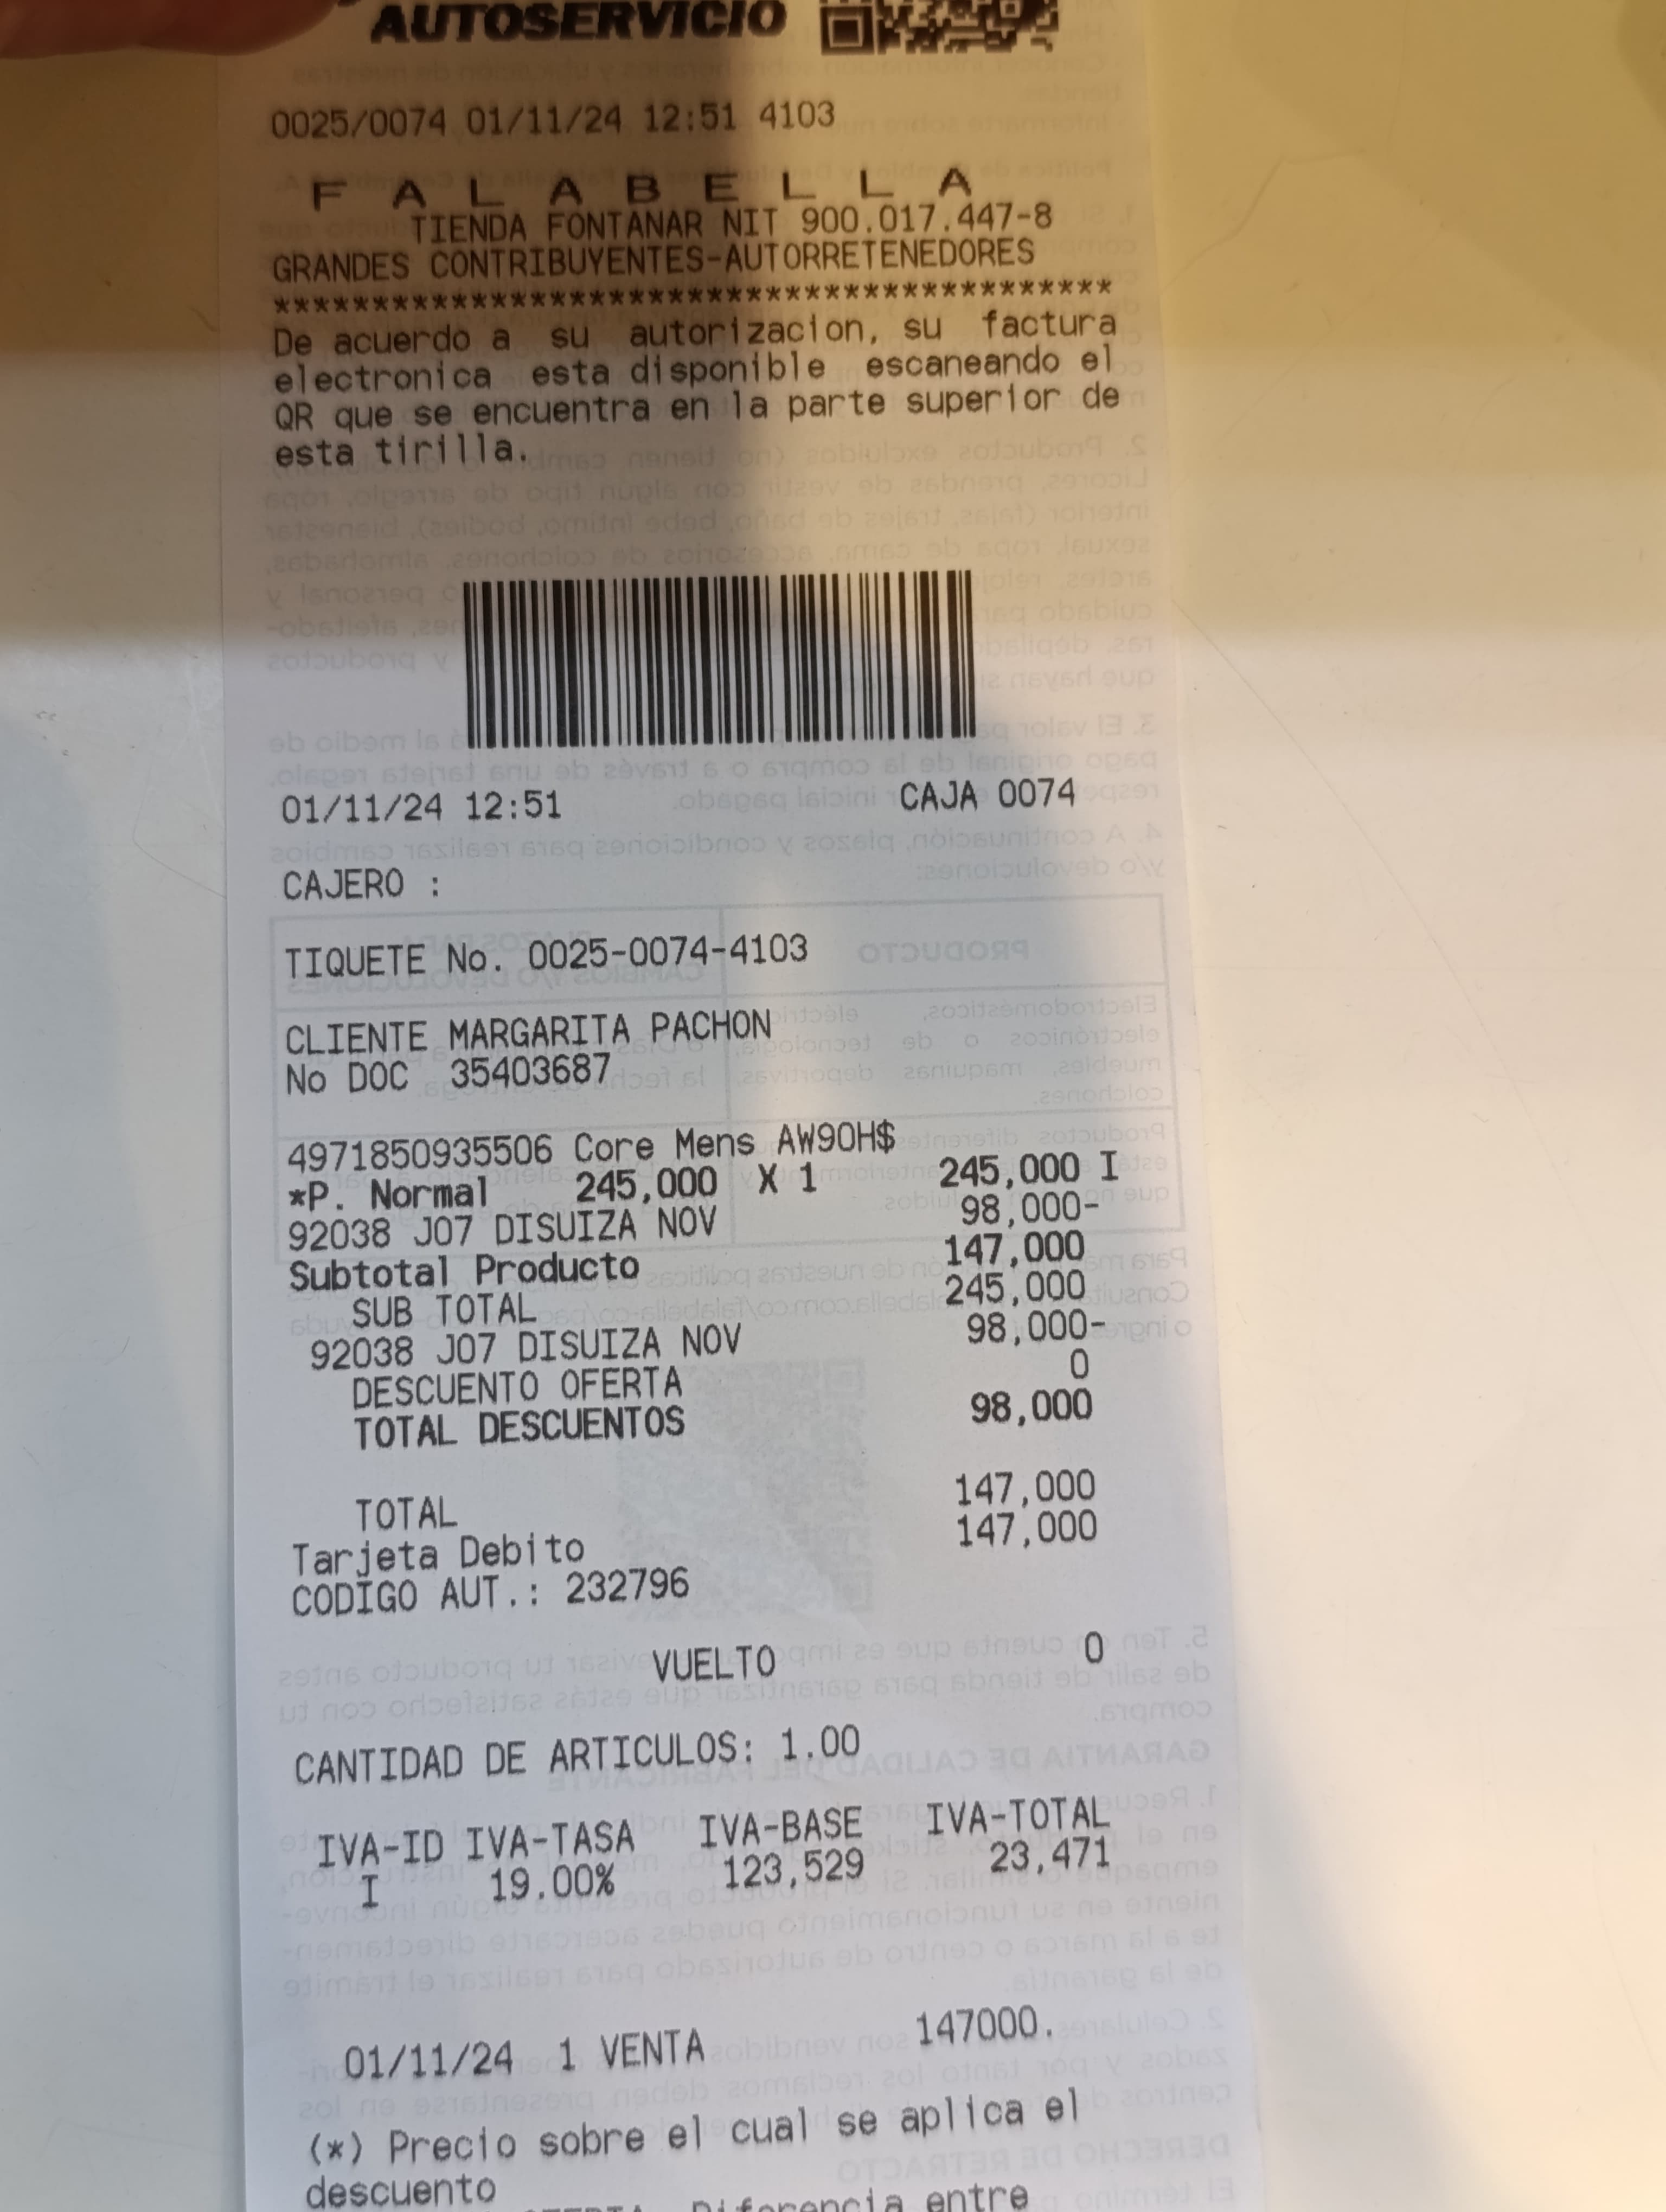 AUTOSERVICIO
0025/0074 01/11/24 12:51 4103
F A L A B E L L A
TIENDA FONTANAR NIT 900.017.447-8
GRANDES CONTRIBUYENTES-AUTORRETENEDORES
*******************************************
De acuerdo a su autorizacion, su factura
electronica esta disponible escaneando el
QR que se encuentra en la parte superior de
esta tirilla.
01/11/24 12:51 CAJA 0074
CAJERO :
TIQUETE No. 0025-0074-4103
CLIENTE MARGARITA PACHON
No DOC 35403687
4971850935506 Core Mens AW90H$
*P. Normal 245,000 X 1 245,000 I
92038 J07 DISUIZA NOV 98,000-
Subtotal Producto 147,000
SUB TOTAL 245,000
92038 J07 DISUIZA NOV 98,000-
DESCUENTO OFERTA 0
TOTAL DESCUENTOS 98,000
TOTAL 147,000
Tarjeta Debito 147,000
CODIGO AUT.: 232796
VUELTO 0
CANTIDAD DE ARTICULOS: 1.00
IVA-ID IVA-TASA IVA-BASE IVA-TOTAL
I 19.00% 123,529 23,471
01/11/24 1 VENTA 147000.
(*) Precio sobre el cual se aplica el
descuento
Diferencia entre